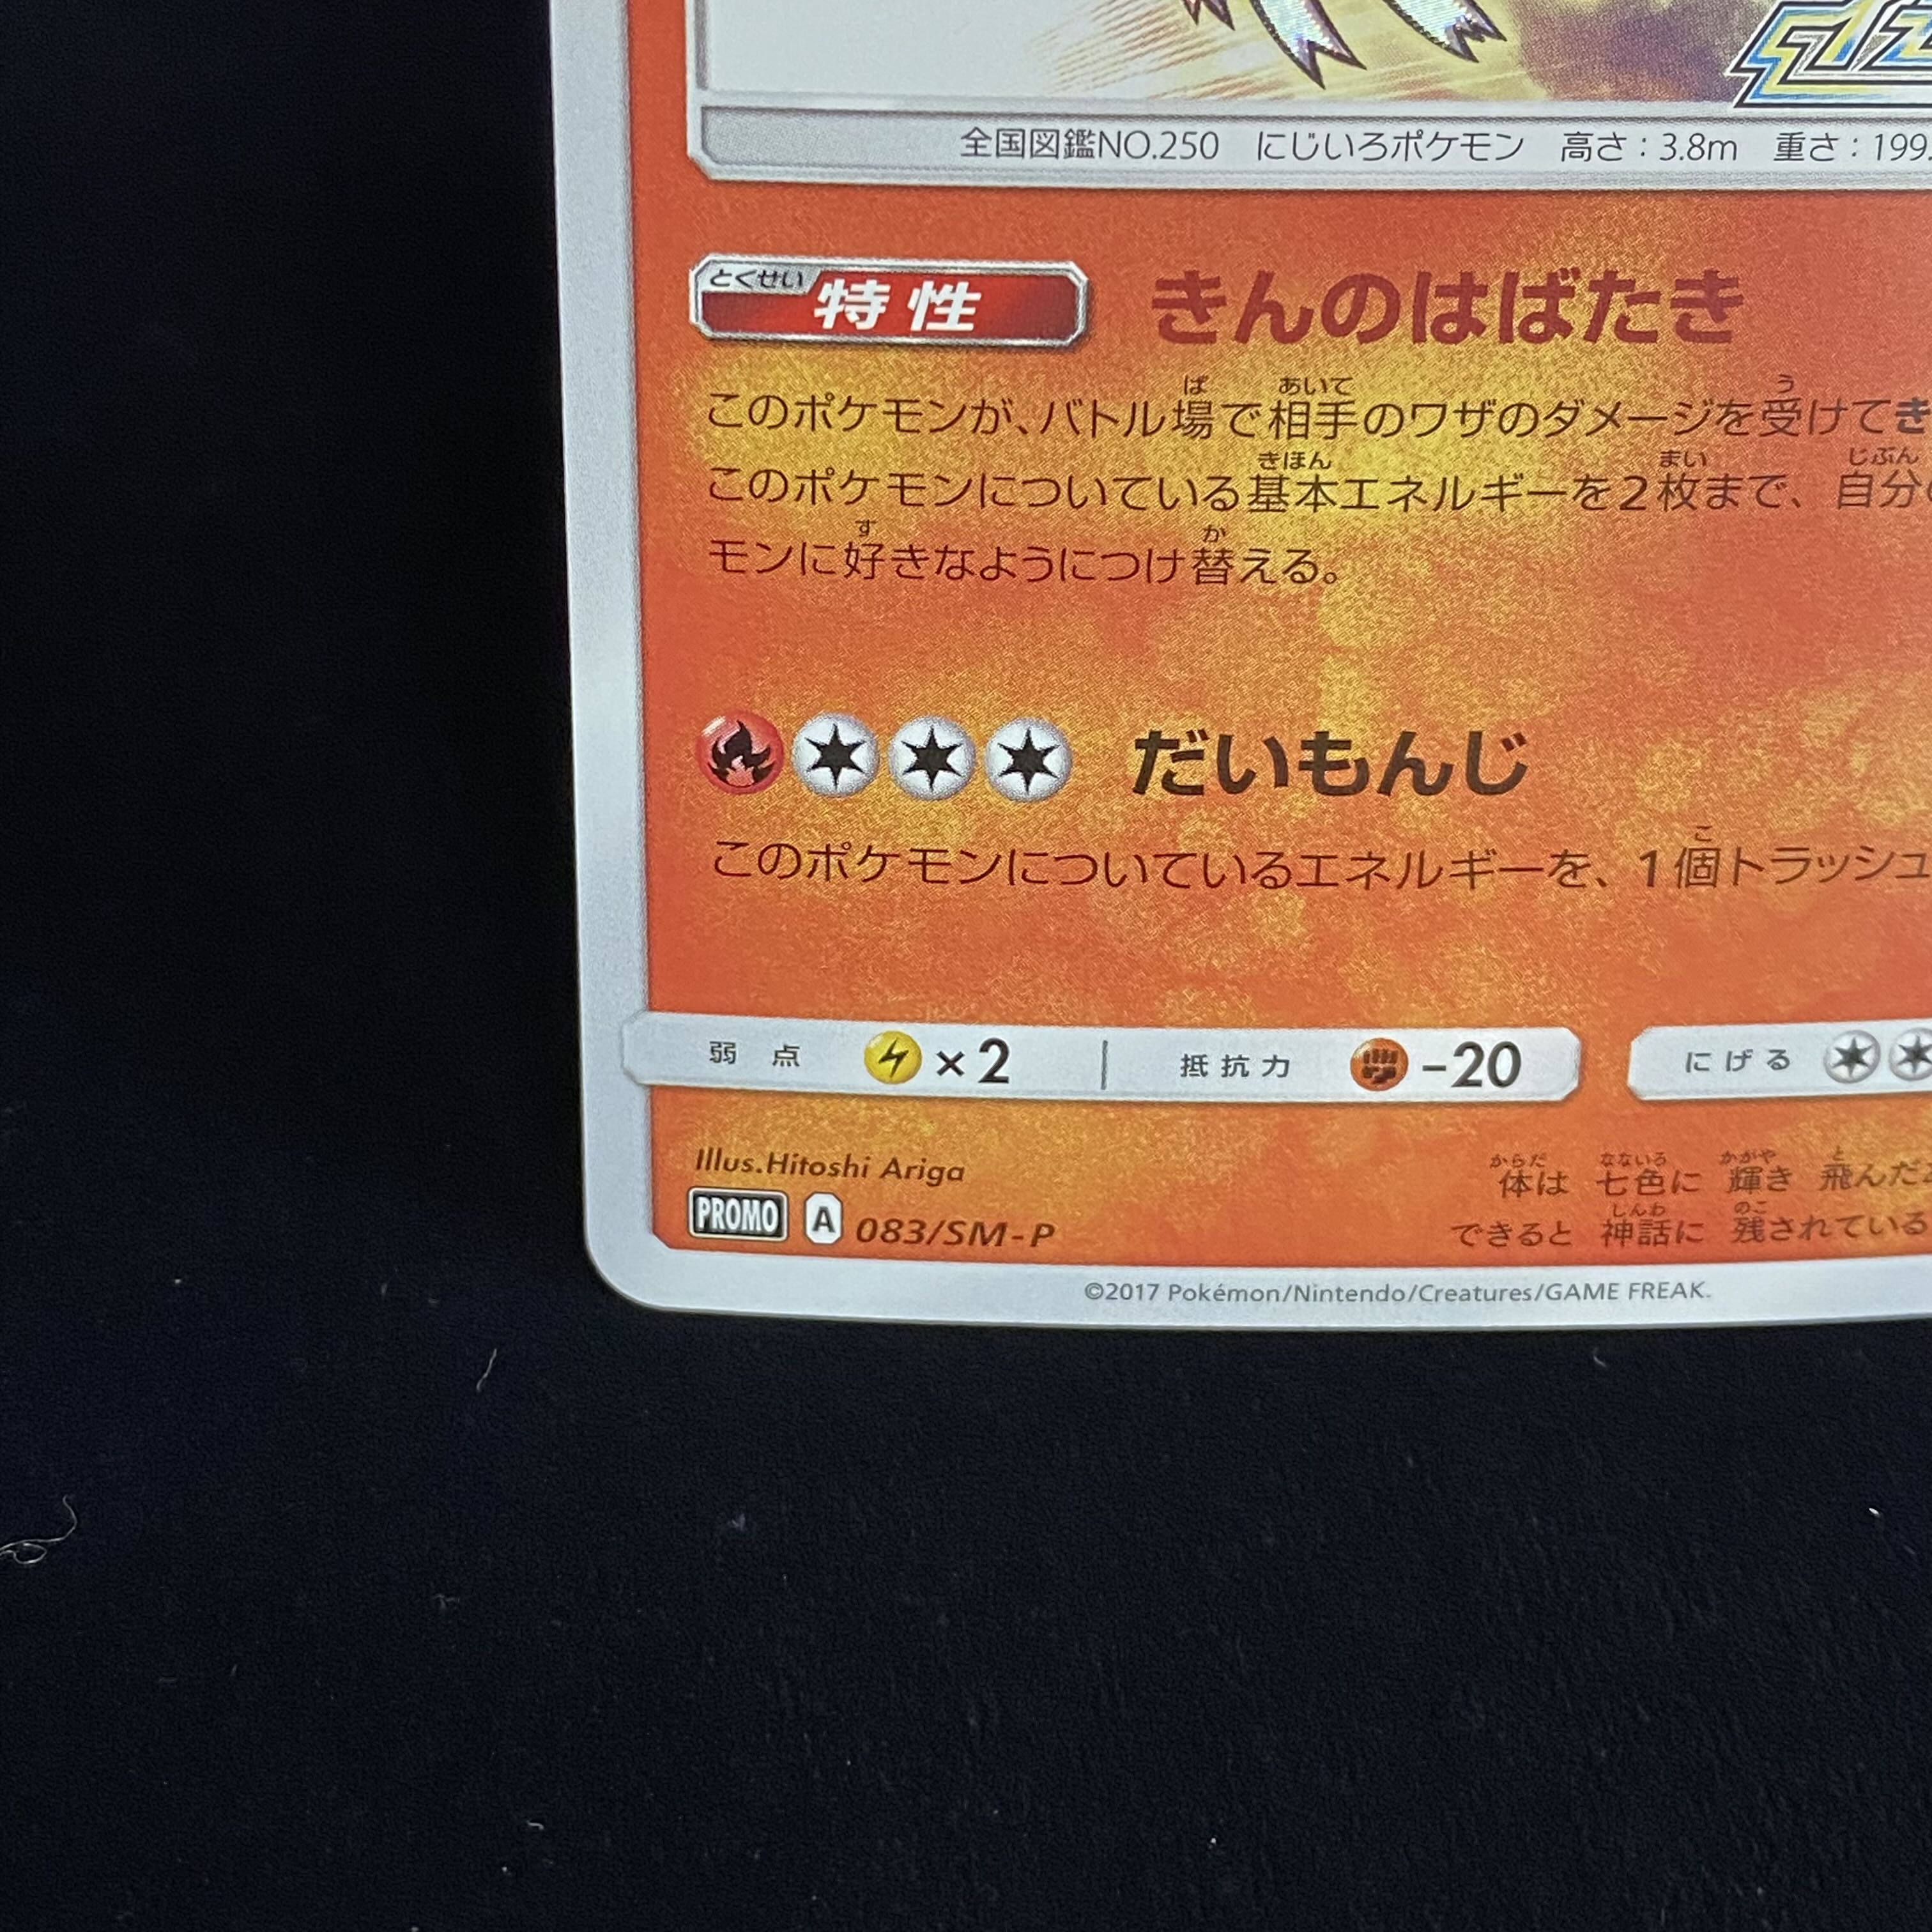 全国図鑑NO.250 にじいろポケモン 高さ：3.8m 重さ：199.
とくせい
特性 きんのはばたき
ば あいて う
このポケモンが、バトル場で相手のワザのダメージを受けてき
きほん まい じぶん
このポケモンについている基本エネルギーを2枚まで、自分
す か
モンに好きなようにつけ替える。
だいもんじ
こ
このポケモンについているエネルギーを、1個トラッシュ
弱点 ×2 抵抗力 -20 にげる
Illus.Hitoshi Ariga
PROMO A 083/SM-P
からだ なないろ かがや と
体は 七色に 輝き 飛んだ
しんわ のこ
できると 神話に 残されている
©2017 Pokémon/Nintendo/Creatures/GAME FREAK.